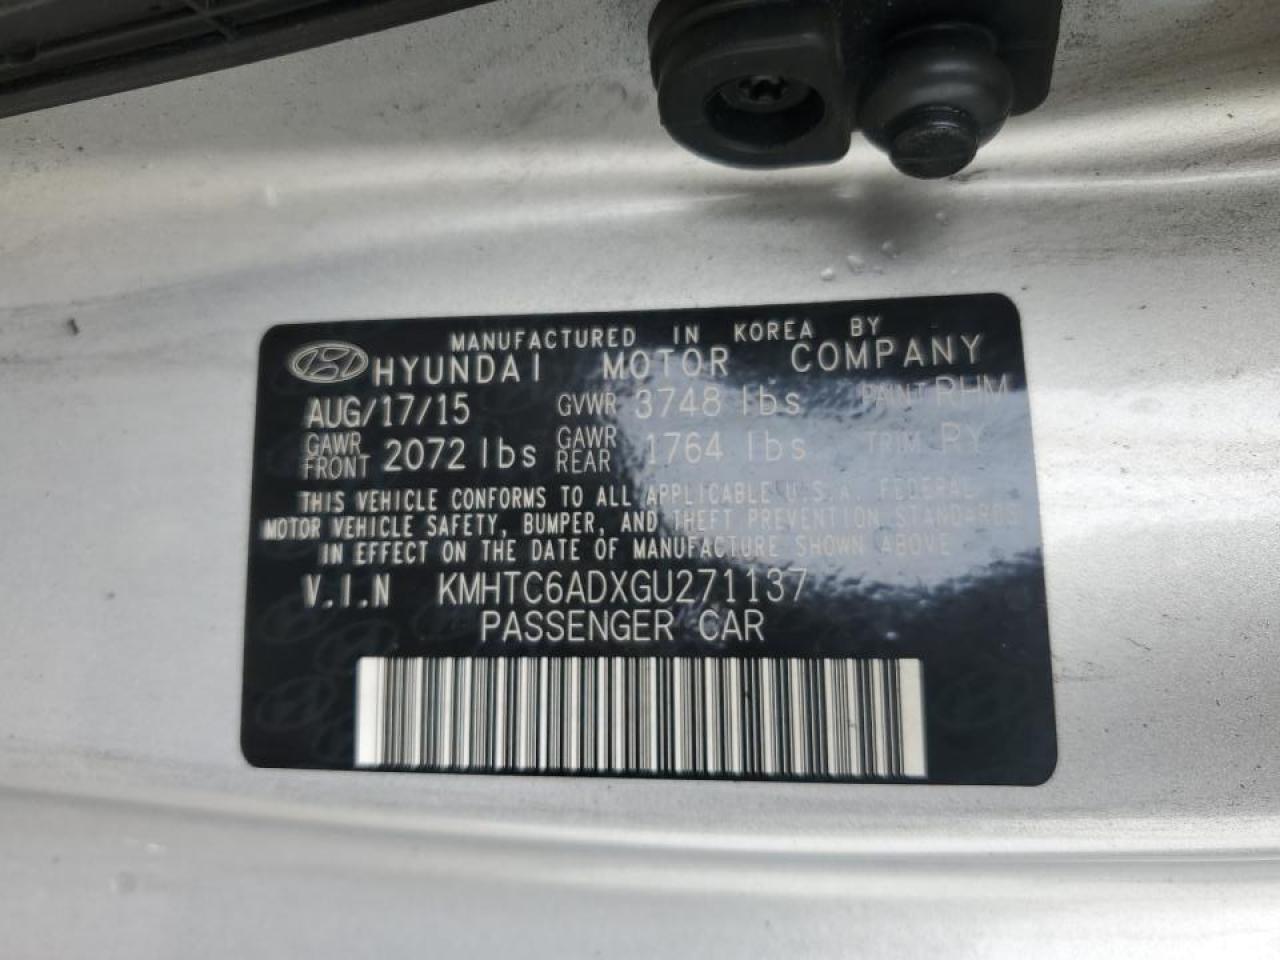 MANUFACTURED IN KOREA BY
HYUNDAI MOTOR COMPANY
AUG/17/15 GVWR 3748 lbs PAINT RHM
GAWR FRONT 2072 lbs GAWR REAR 1764 lbs TRIM PY
THIS VEHICLE CONFORMS TO ALL APPLICABLE U.S.A. FEDERAL
MOTOR VEHICLE SAFETY, BUMPER, AND THEFT PREVENTION STANDARDS
IN EFFECT ON THE DATE OF MANUFACTURE SHOWN ABOVE
V.I.N KMHTC6ADXGU271137
PASSENGER CAR